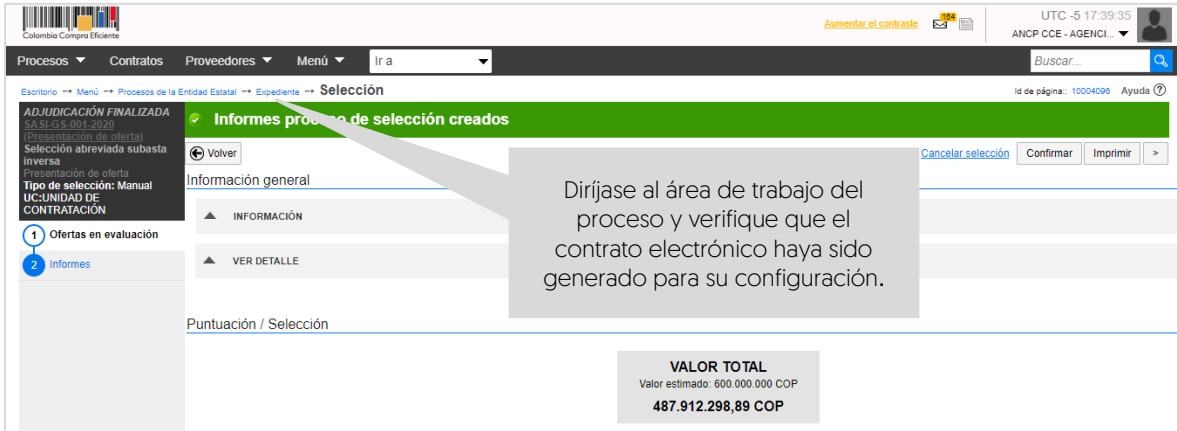 Colombia Compra Eficiente
Aumentar el contraste
164
UTC -5 17:39:35
ANCP CCE - AGENCI...
Procesos
Contratos
Proveedores
Menú
Ir a
Buscar...
Escritorio → Menú → Procesos de la Entidad Estatal → Expediente → Selección
Id de página:: 10004096
Ayuda
ADJUDICACIÓN FINALIZADA
SASI-GS-001-2020
(Presentación de oferta)
Selección abreviada subasta
inversa
Presentación de oferta
Tipo de selección: Manual
UC:UNIDAD DE
CONTRATACIÓN
1 Ofertas en evaluación
2 Informes
Informes proceso de selección creados
Volver
Cancelar selección
Confirmar
Imprimir
>
Información general
INFORMACIÓN
VER DETALLE
Diríjase al área de trabajo del
proceso y verifique que el
contrato electrónico haya sido
generado para su configuración.
Puntuación / Selección
VALOR TOTAL
Valor estimado: 600.000.000 COP
487.912.298,89 COP